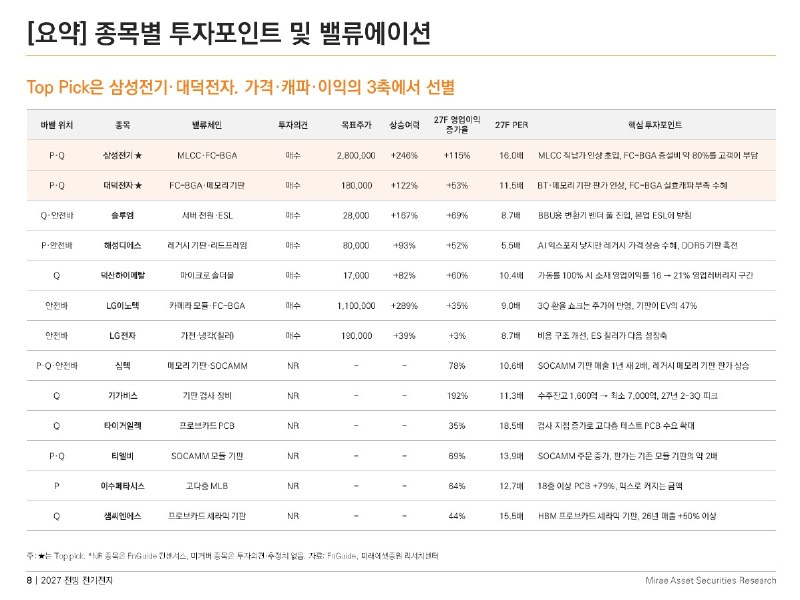 [요약] 종목별 투자포인트 및 밸류에이션
Top Pick은 삼성전기·대덕전자. 가격·캐파·이익의 3축에서 선별
바벨 위치 종목 밸류체인 투자의견 목표주가 상승여력 27F 영업이익 증가율 27F PER 핵심 투자포인트
P·Q 삼성전기★ MLCC·FC-BGA 매수 2,800,000 +246% +115% 16.0배 MLCC 직납가 인상 초입, FC-BGA 증설비 약 80%를 고객이 부담
P·Q 대덕전자★ FC-BGA·메모리기판 매수 180,000 +122% +53% 11.5배 BT·메모리 기판 판가 인상, FC-BGA 실효캐파 부족 수혜
Q·안전바 솔루엠 서버 전원·ESL 매수 28,000 +167% +69% 8.7배 BBU용 변환기 벤더 풀 진입, 본업 ESL이 받침
P·안전바 해성디에스 레거시 기판·리드프레임 매수 80,000 +93% +52% 5.5배 AI 익스포저 낮지만 레거시 가격 상승 수혜, DDR5 기판 흑전
Q 덕산하이메탈 마이크로 솔더볼 매수 17,000 +82% +60% 10.4배 가동률 100% 시 소재 영업이익률 16 → 21% 영업레버리지 구간
안전바 LG이노텍 카메라 모듈·FC-BGA 매수 1,100,000 +289% +35% 9.0배 3Q 환율 쇼크는 주가에 반영, 기판이 EV의 47%
안전바 LG전자 가전·냉각(칠러) 매수 190,000 +39% +3% 8.7배 비용 구조 개선, ES 칠러가 다음 성장축
P·Q·안전바 심텍 메모리 기판·SOCAMM NR - - 78% 10.6배 SOCAMM 기판 매출 1년 새 2배, 레거시 메모리 기판 판가 상승
Q 기가비스 기판 검사 장비 NR - - 192% 11.3배 수주잔고 1,600억 → 최소 7,000억, 27년 2~3Q 피크
Q 타이거일렉 프로브카드 PCB NR - - 35% 18.5배 검사 지점 증가로 고다층 테스트 PCB 수요 확대
P·Q 티엘비 SOCAMM 모듈 기판 NR - - 69% 13.9배 SOCAMM 주문 증가, 판가는 기존 모듈 기판의 약 2배
P 이수페타시스 고다층 MLB NR - - 64% 12.7배 18층 이상 PCB +79%, 믹스로 커지는 금액
Q 샘씨엔에스 프로브카드 세라믹 기판 NR - - 44% 15.5배 HBM 프로브카드 세라믹 기판, 26년 매출 +50% 이상
주: ★는 Top pick. *NR 종목은 FnGuide 컨센서스, 미커버 종목은 투자의견·추정치 없음. 자료: FnGuide, 미래에셋증권 리서치센터
8 | 2027 전망 전기전자 Mirae Asset Securities Research